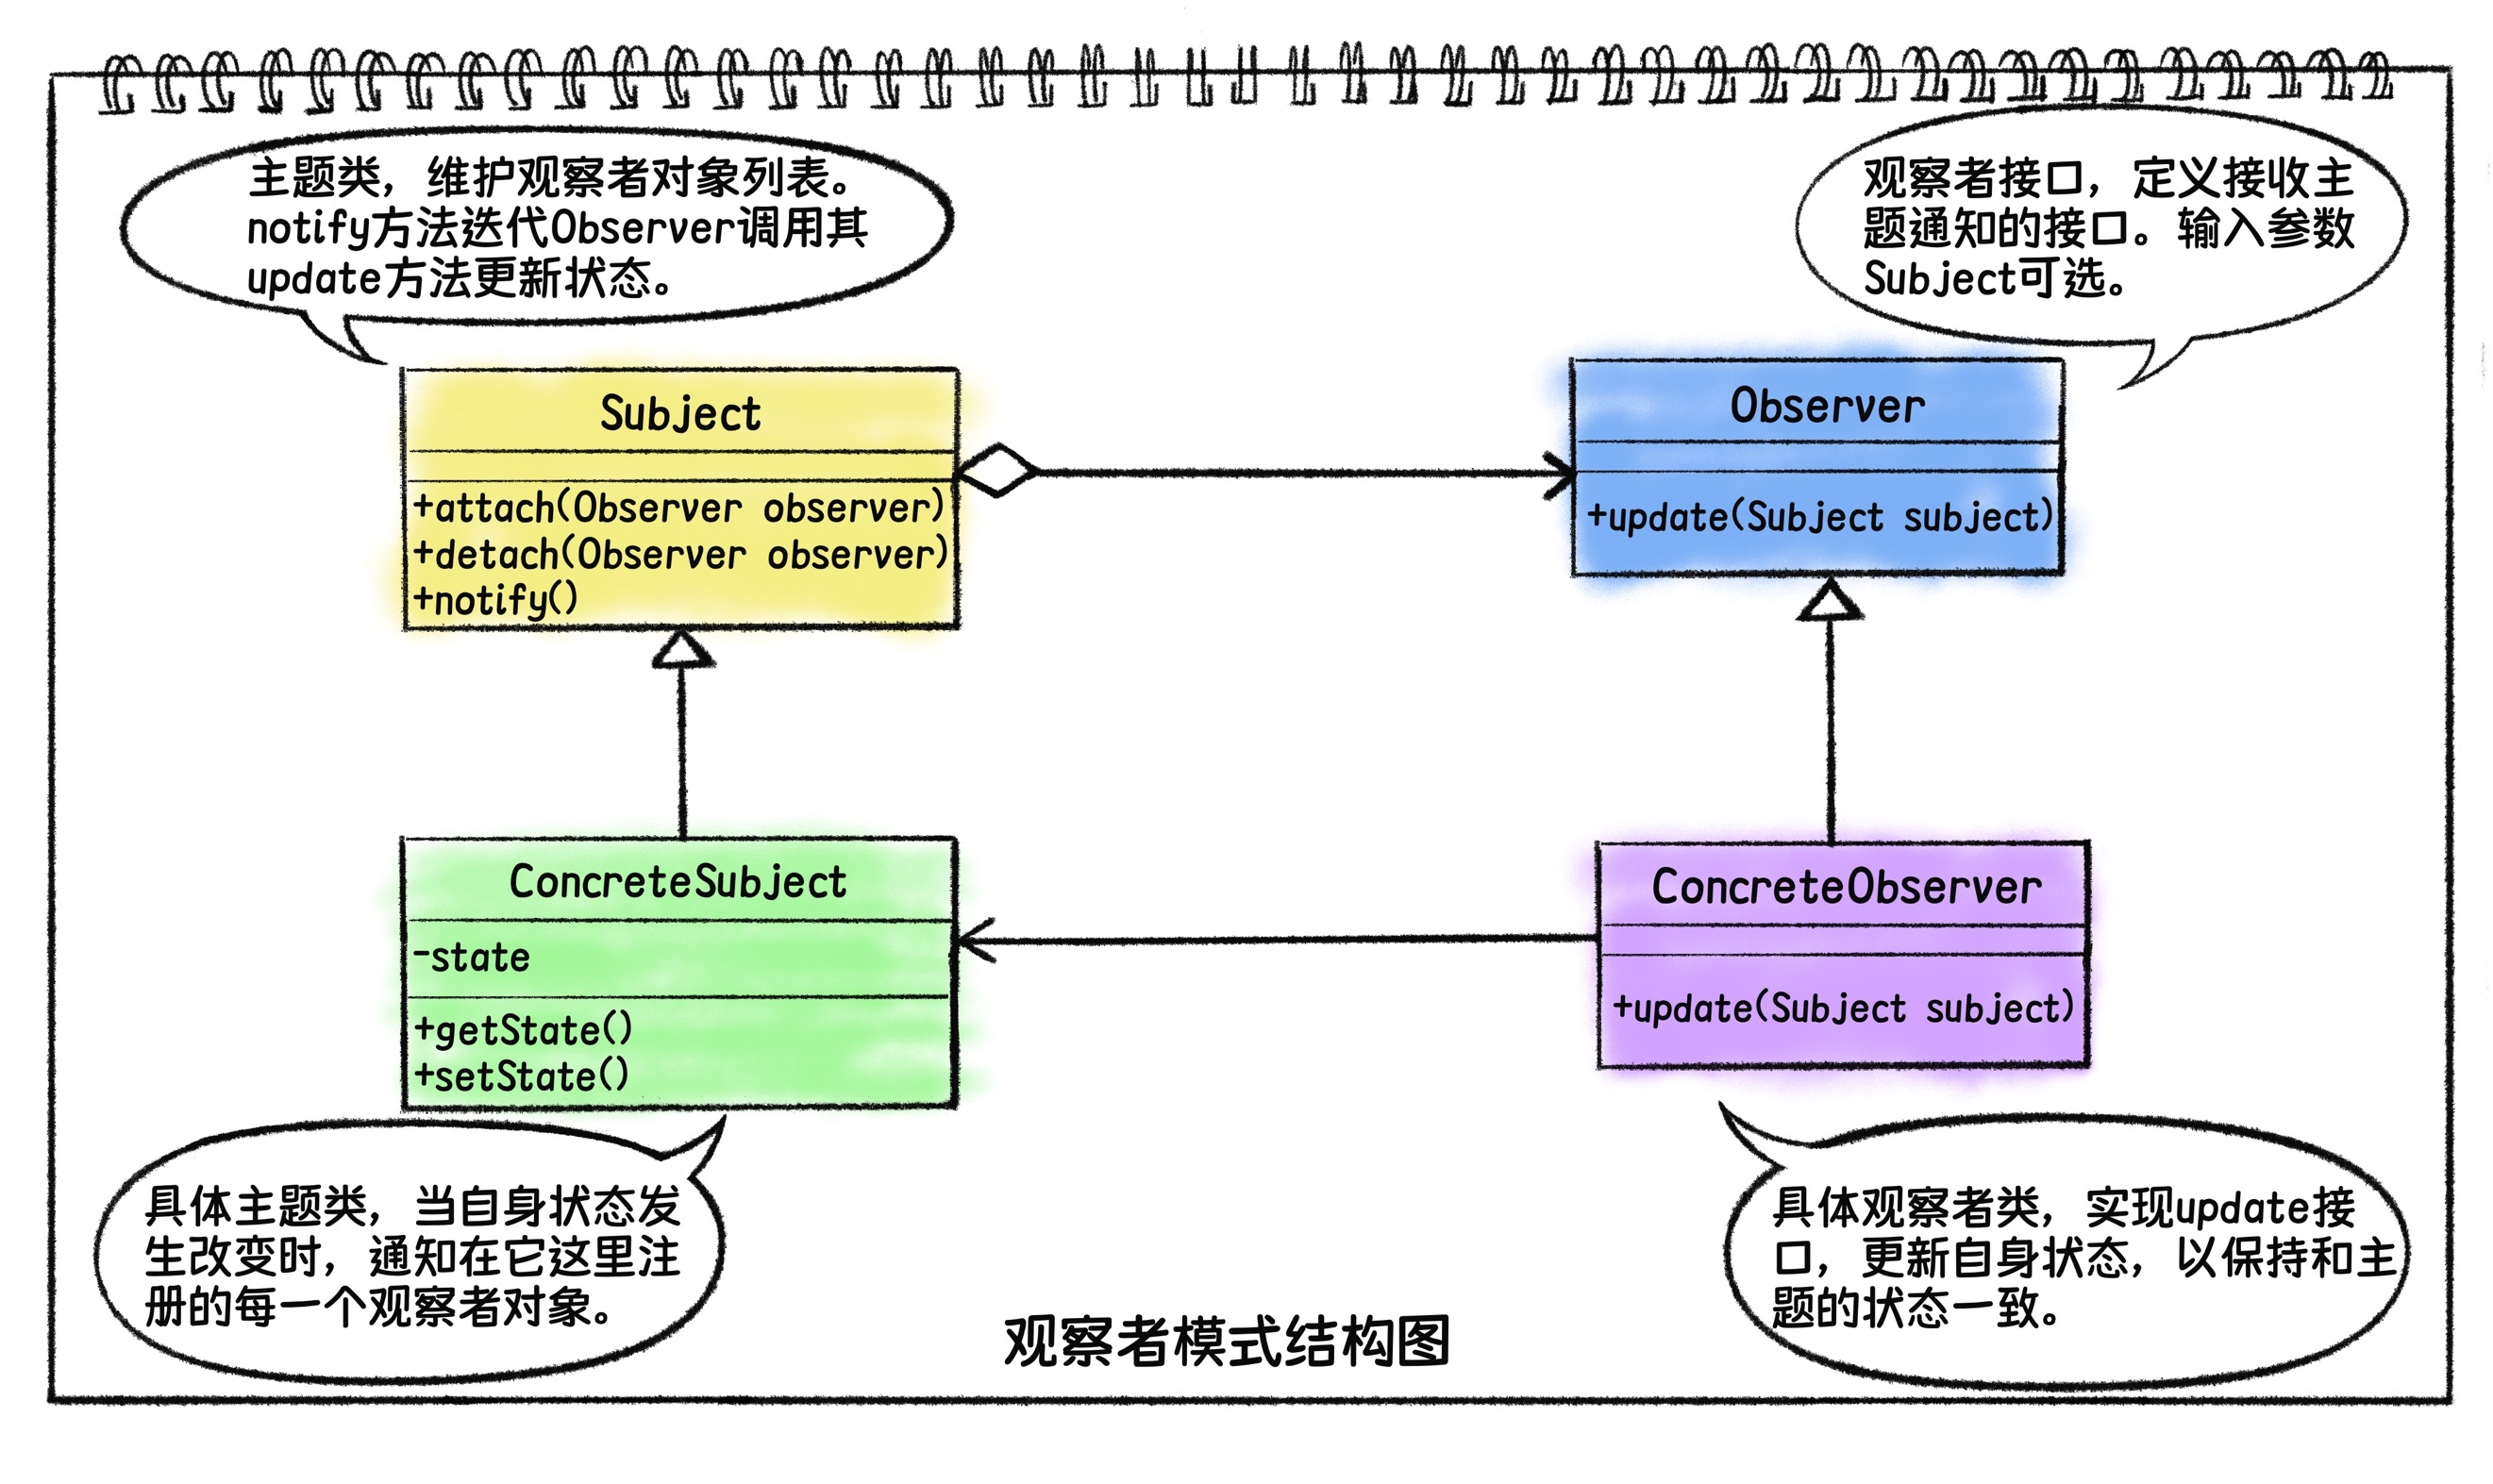 主题类，维护观察者对象列表。
notify方法迭代Observer调用其
update方法更新状态。
观察者接口，定义接收主
题通知的接口。输入参数
Subject可选。
Subject
+attach(Observer observer)
+detach(Observer observer)
+notify()
Observer
+update(Subject subject)
ConcreteSubject
-state
+getState()
+setState()
ConcreteObserver
+update(Subject subject)
具体主题类，当自身状态发
生改变时，通知在它这里注
册的每一个观察者对象。
具体观察者类，实现update接
口，更新自身状态，以保持和主
题的状态一致。
观察者模式结构图